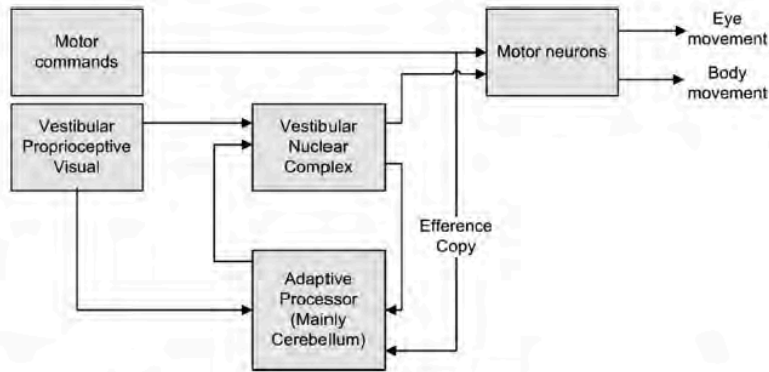 Motor
commands
Motor neurons
Eye
movement
Body
movement
Vestibular
Proprioceptive
Visual
Vestibular
Nuclear
Complex
Efference
Copy
Adaptive
Processor
(Mainly
Cerebellum)